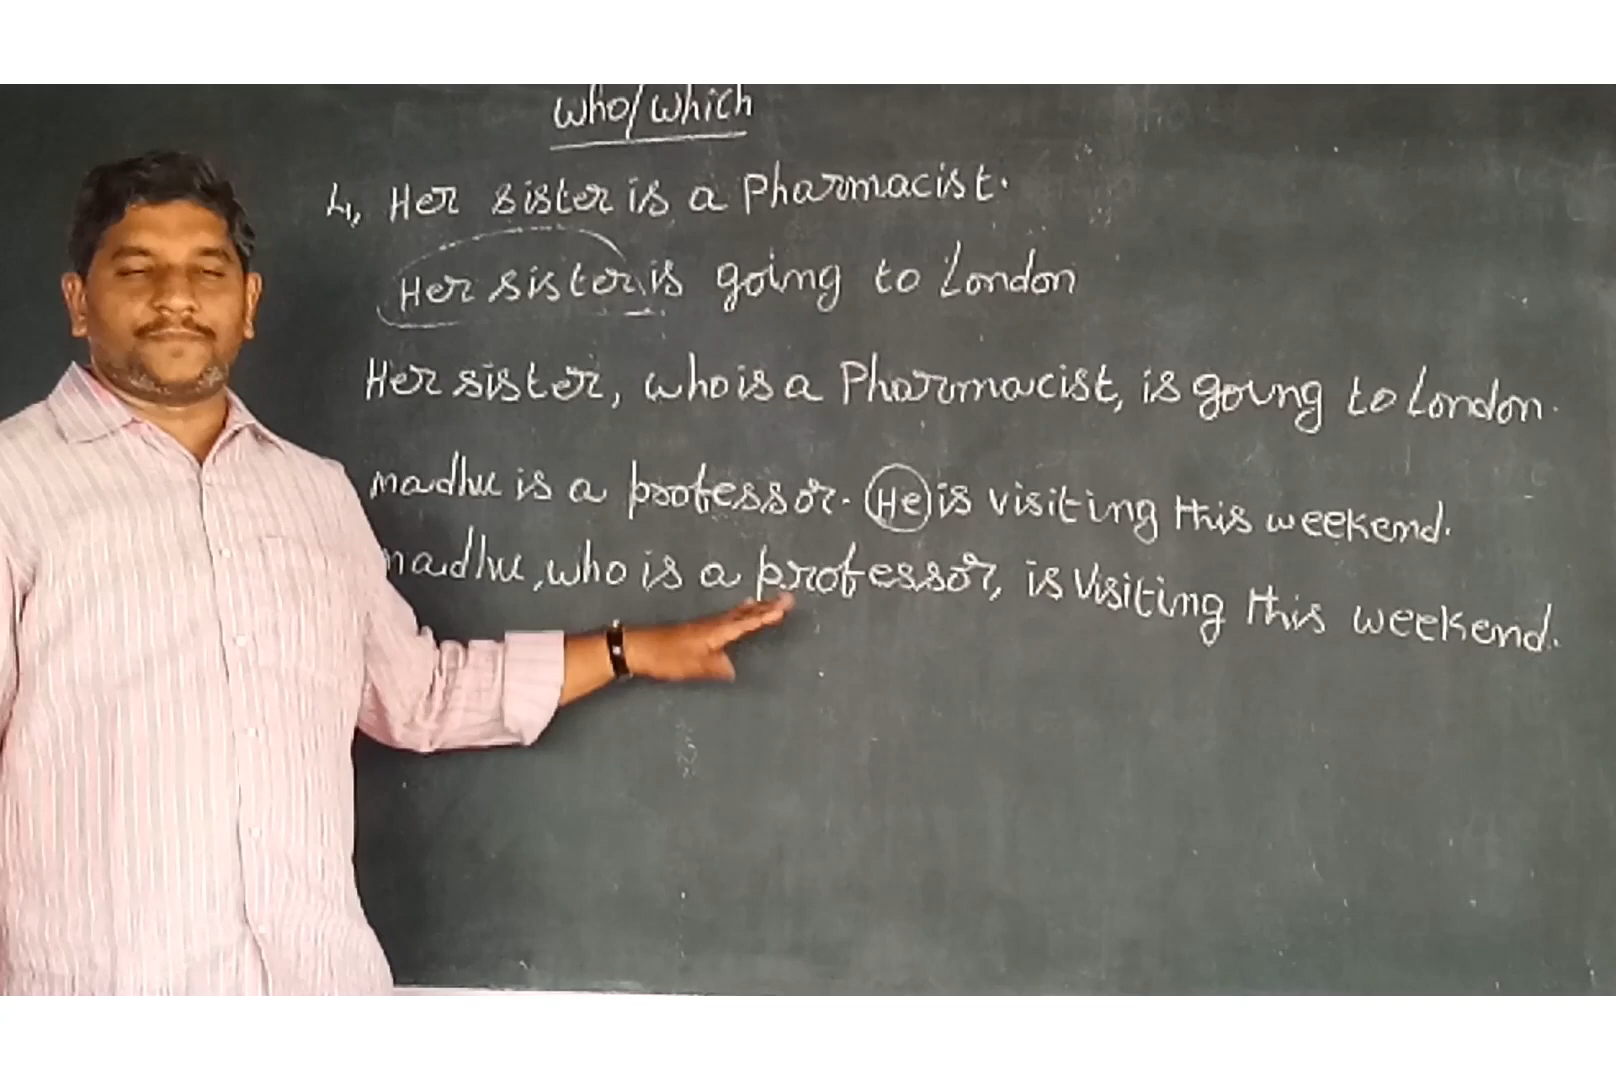 who/which
4, Her sister is a Pharmacist.
Her sister is going to London
Her sister, who is a Pharmacist, is going to London.
madhu is a professor. He is visiting this weekend.
madhu, who is a professor, is Visiting this weekend.